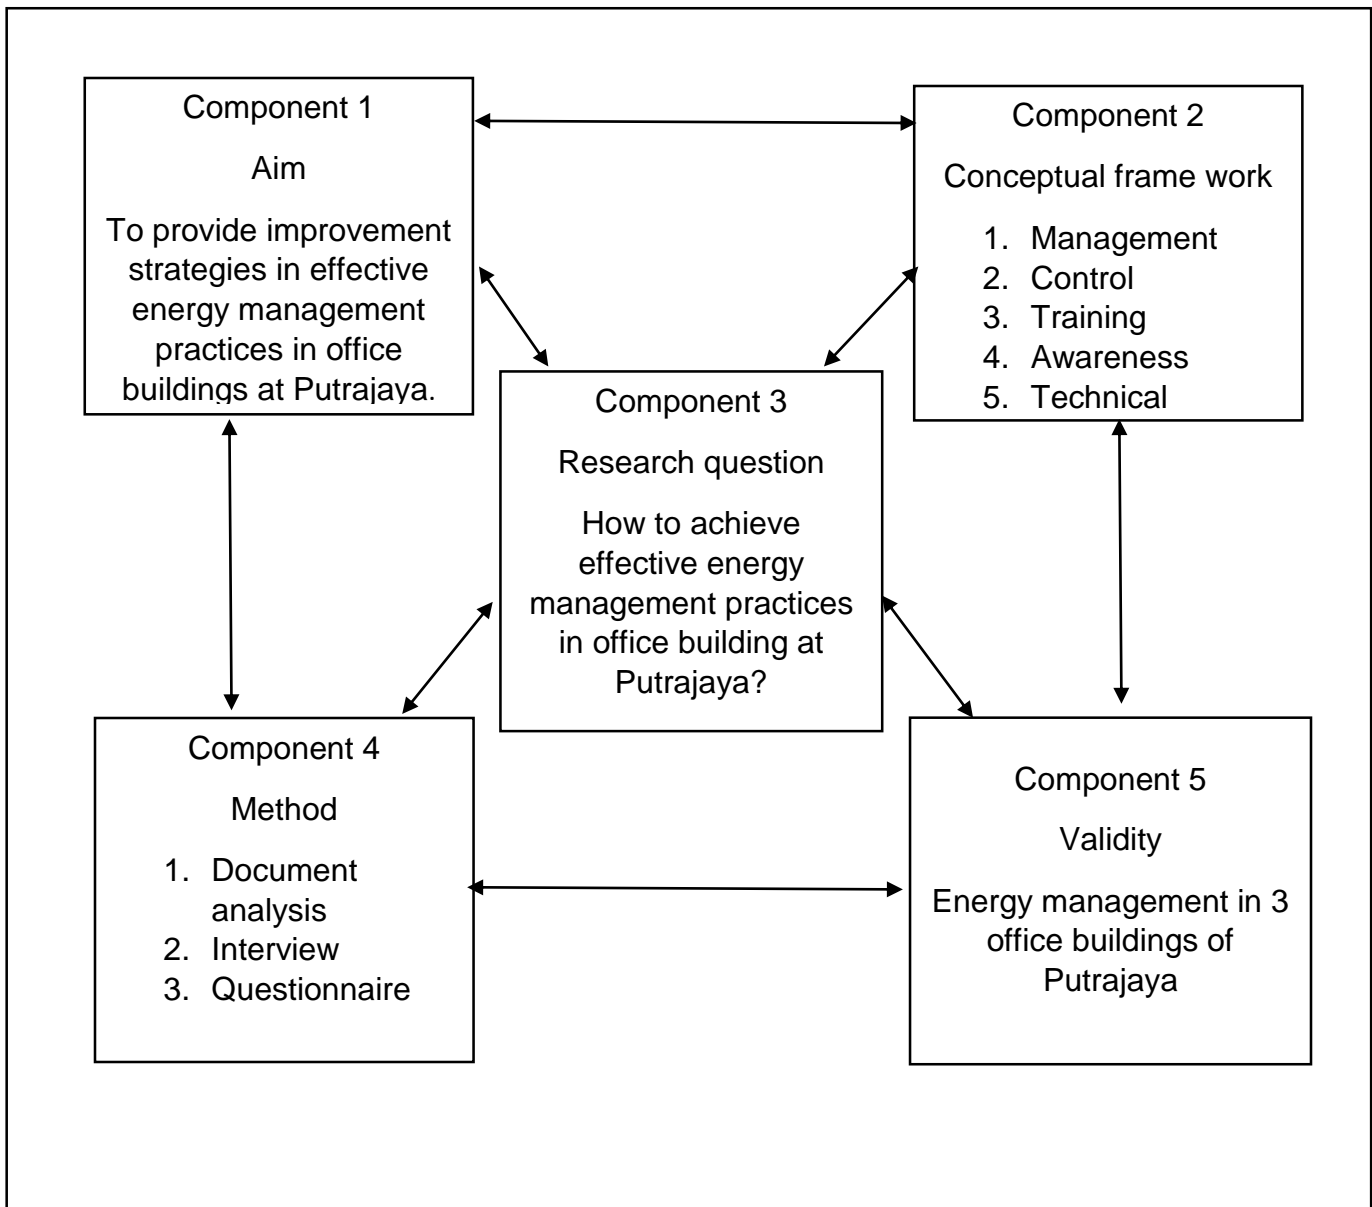 Component 1
Aim
To provide improvement
strategies in effective
energy management
practices in office
buildings at Putrajaya.
Component 2
Conceptual frame work
1. Management
2. Control
3. Training
4. Awareness
5. Technical
Component 3
Research question
How to achieve
effective energy
management practices
in office building at
Putrajaya?
Component 4
Method
1. Document
analysis
2. Interview
3. Questionnaire
Component 5
Validity
Energy management in 3
office buildings of
Putrajaya